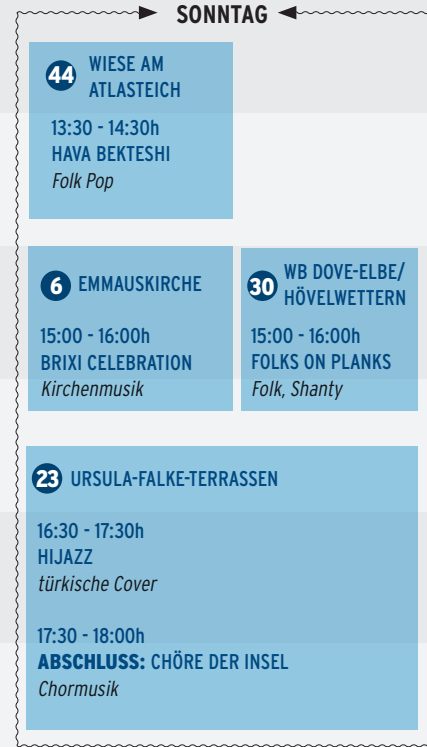 SONNTAG
44 WIESE AM
ATLASTEICH
13:30 - 14:30h
HAVA BEKTESHI
Folk Pop
6 EMMAUSKIRCHE
15:00 - 16:00h
BRIXI CELEBRATION
Kirchenmusik
30 WB DOVE-ELBE/
HÖVELWETTERN
15:00 - 16:00h
FOLKS ON PLANKS
Folk, Shanty
23 URSULA-FALKE-TERRASSEN
16:30 - 17:30h
HIJAZZ
türkische Cover
17:30 - 18:00h
ABSCHLUSS: CHÖRE DER INSEL
Chormusik